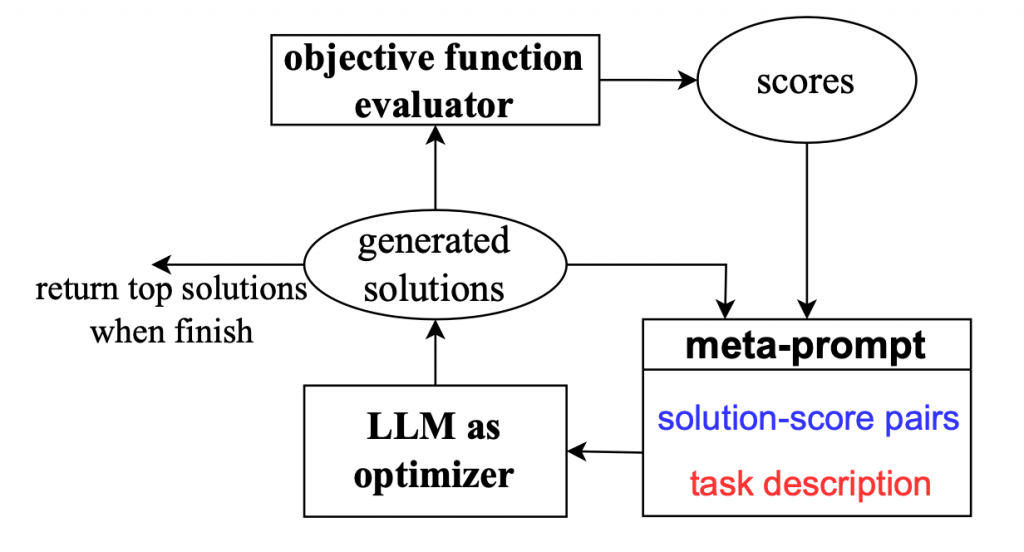 objective function
evaluator
scores
generated
solutions
return top solutions
when finish
meta-prompt
solution-score pairs
task description
LLM as
optimizer